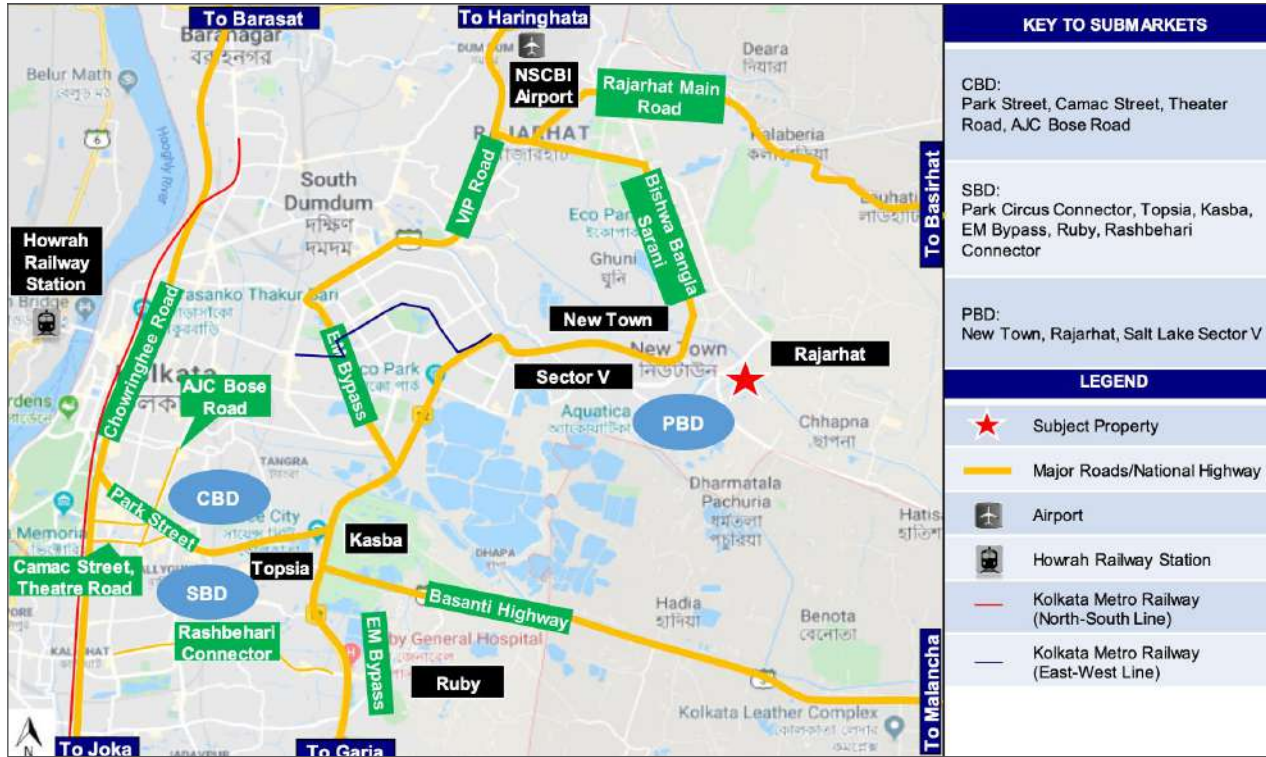 To Barasat
To Haringhata
Baranagar
বরাহনগর
DUM DUM
Deara
দিয়ারা
Belur Math
বেলুড় মঠ
NSCBI
Airport
Rajarhat Main
Road
6
RAJARHAT
Kalaberia
Hooghly River
South
Dumdum
দক্ষিণ
দমদম
VIP Road
Bishwa Bangla
Sarani
Eco Park
ইকোপার্ক
Ghuni
ঘুনি
To Basirhat
Howrah
Railway
Station
Chowringhee Road
EM Bypass
New Town
New Town
নিউটাউন
Rajarhat
Eco Park
Sector V
AJC Bose
Road
Aquatica
PBD
Chhapna
ছাপনা
TANGRA
CBD
Park Street
Dharmatala
Pachuria
Kasba
Topsia
DHAPA
Camac Street,
Theatre Road
SBD
Basanti Highway
Hadia
হাদিয়া
Benota
বেনোতা
Rashbehari
Connector
EM Bypass
General Hospital
Ruby
Kolkata Leather Complex
To Malancha
N
To Joka
To Garia
KEY TO SUBMARKETS
CBD:
Park Street, Camac Street, Theater
Road, AJC Bose Road
SBD:
Park Circus Connector, Topsia, Kasba,
EM Bypass, Ruby, Rashbehari
Connector
PBD:
New Town, Rajarhat, Salt Lake Sector V
LEGEND
Subject Property
Major Roads/National Highway
Airport
Howrah Railway Station
Kolkata Metro Railway
(North-South Line)
Kolkata Metro Railway
(East-West Line)